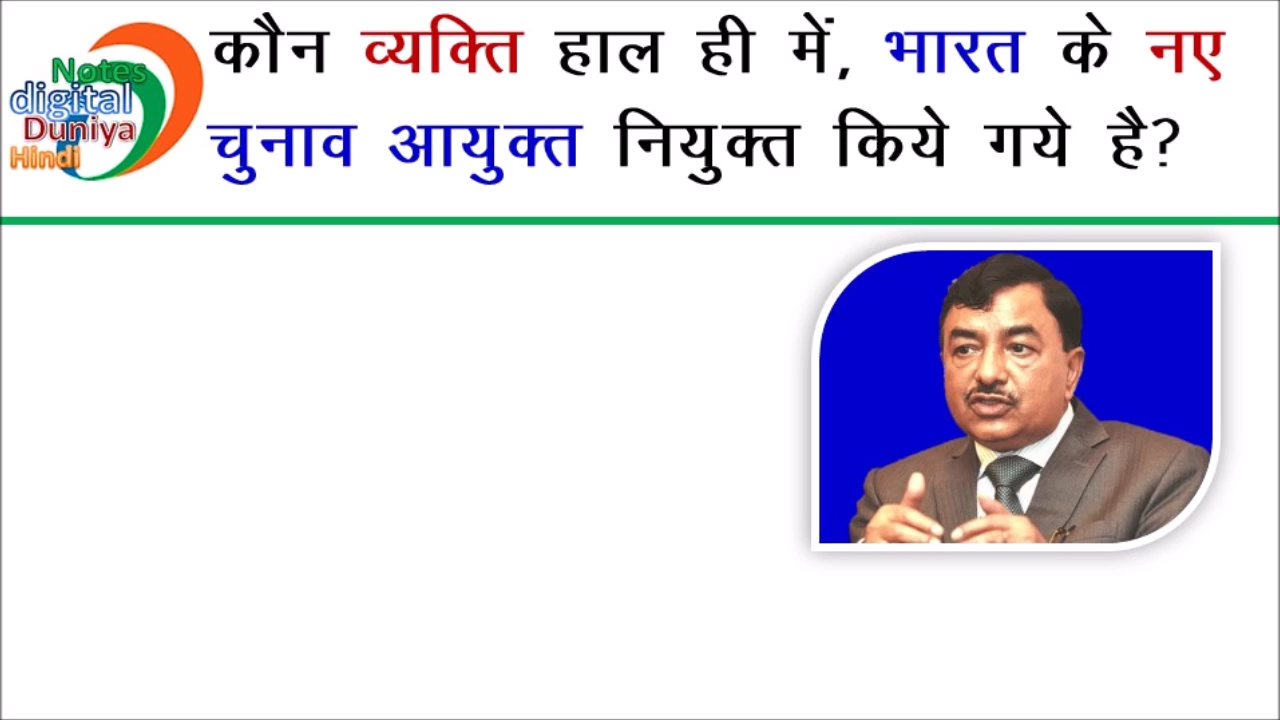 कौन व्यक्ति हाल ही में, भारत के नए
चुनाव आयुक्त नियुक्त किये गये है?
Notes
digital
Duniya
Hindi